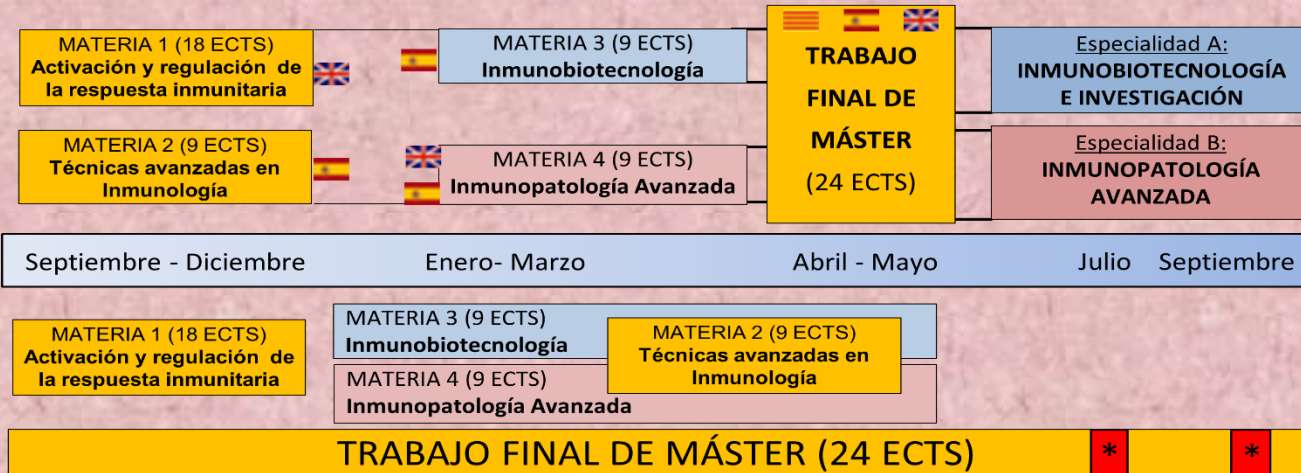 MATERIA 1 (18 ECTS)
Activación y regulación de
la respuesta inmunitaria
MATERIA 2 (9 ECTS)
Técnicas avanzadas en
Inmunología
MATERIA 3 (9 ECTS)
Inmunobiotecnología
MATERIA 4 (9 ECTS)
Inmunopatología Avanzada
TRABAJO
FINAL DE
MÁSTER
(24 ECTS)
Especialidad A:
INMUNOBIOTECNOLOGÍA
E INVESTIGACIÓN
Especialidad B:
INMUNOPATOLOGÍA
AVANZADA
Septiembre - Diciembre
Enero- Marzo
Abril - Mayo
Julio
Septiembre
MATERIA 1 (18 ECTS)
Activación y regulación de
la respuesta inmunitaria
MATERIA 3 (9 ECTS)
Inmunobiotecnología
MATERIA 2 (9 ECTS)
Técnicas avanzadas en
Inmunología
MATERIA 4 (9 ECTS)
Inmunopatología Avanzada
TRABAJO FINAL DE MÁSTER (24 ECTS)
*
*